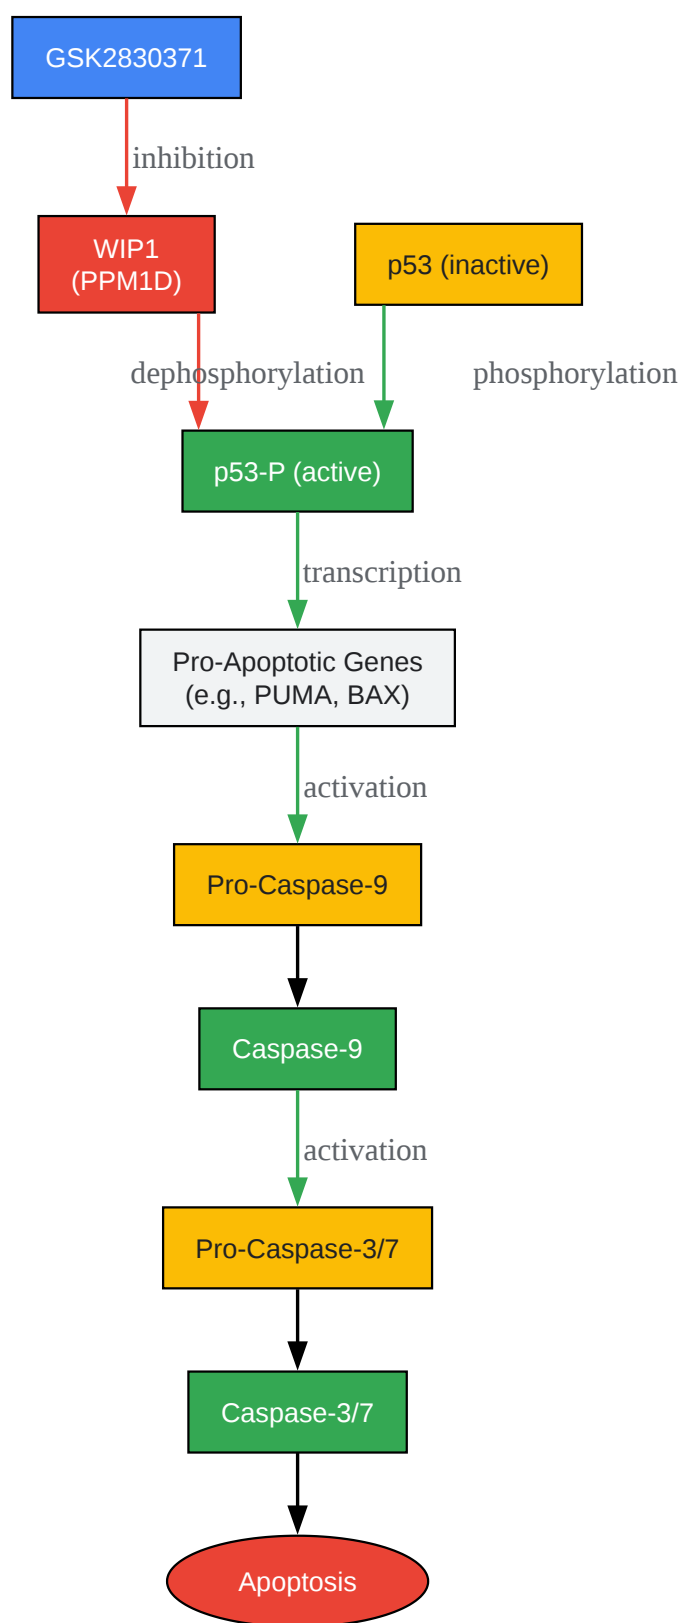 GSK2830371
inhibition
WIP1
(PPM1D)
p53 (inactive)
dephosphorylation
phosphorylation
p53-P (active)
transcription
Pro-Apoptotic Genes
(e.g., PUMA, BAX)
activation
Pro-Caspase-9
Caspase-9
activation
Pro-Caspase-3/7
Caspase-3/7
Apoptosis